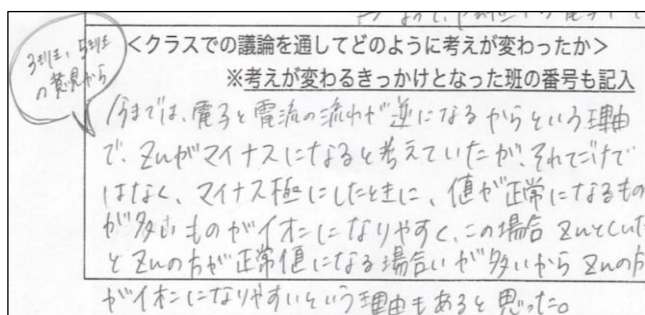 3班、5班
の意見から
＜クラスでの議論を通してどのように考えが変わったか＞
※考えが変わるきっかけとなった班の番号も記入
今までは、電子と電流の流れが逆になるからという理由
で、Znがマイナスになると考えていたが、それだけで
はなく、マイナス極にしたときに、値が正常になるもの
が多いものがイオンになりやすく、この場合ZnとCuだ
とZnの方が正常値になる場合いが多いからZnの方
がイオンになりやすいという理由もあると思った。